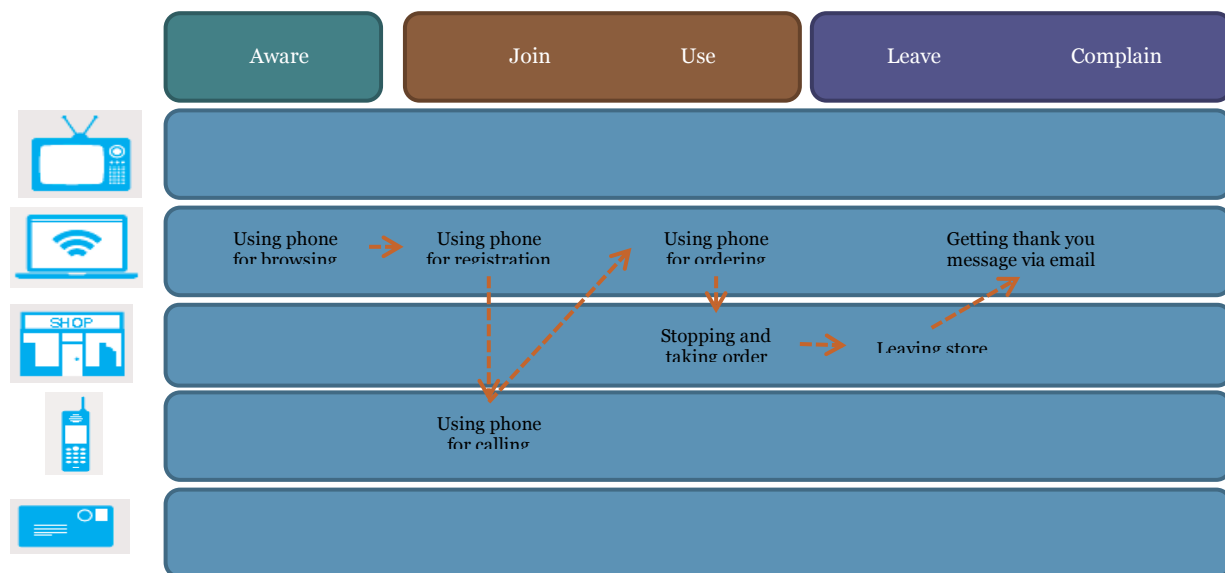 Aware
Join
Use
Leave
Complain
Using phone
for browsing
Using phone
for registration
Using phone
for ordering
Getting thank you
message via email
SHOP
Stopping and
taking order
Leaving store
Using phone
for calling